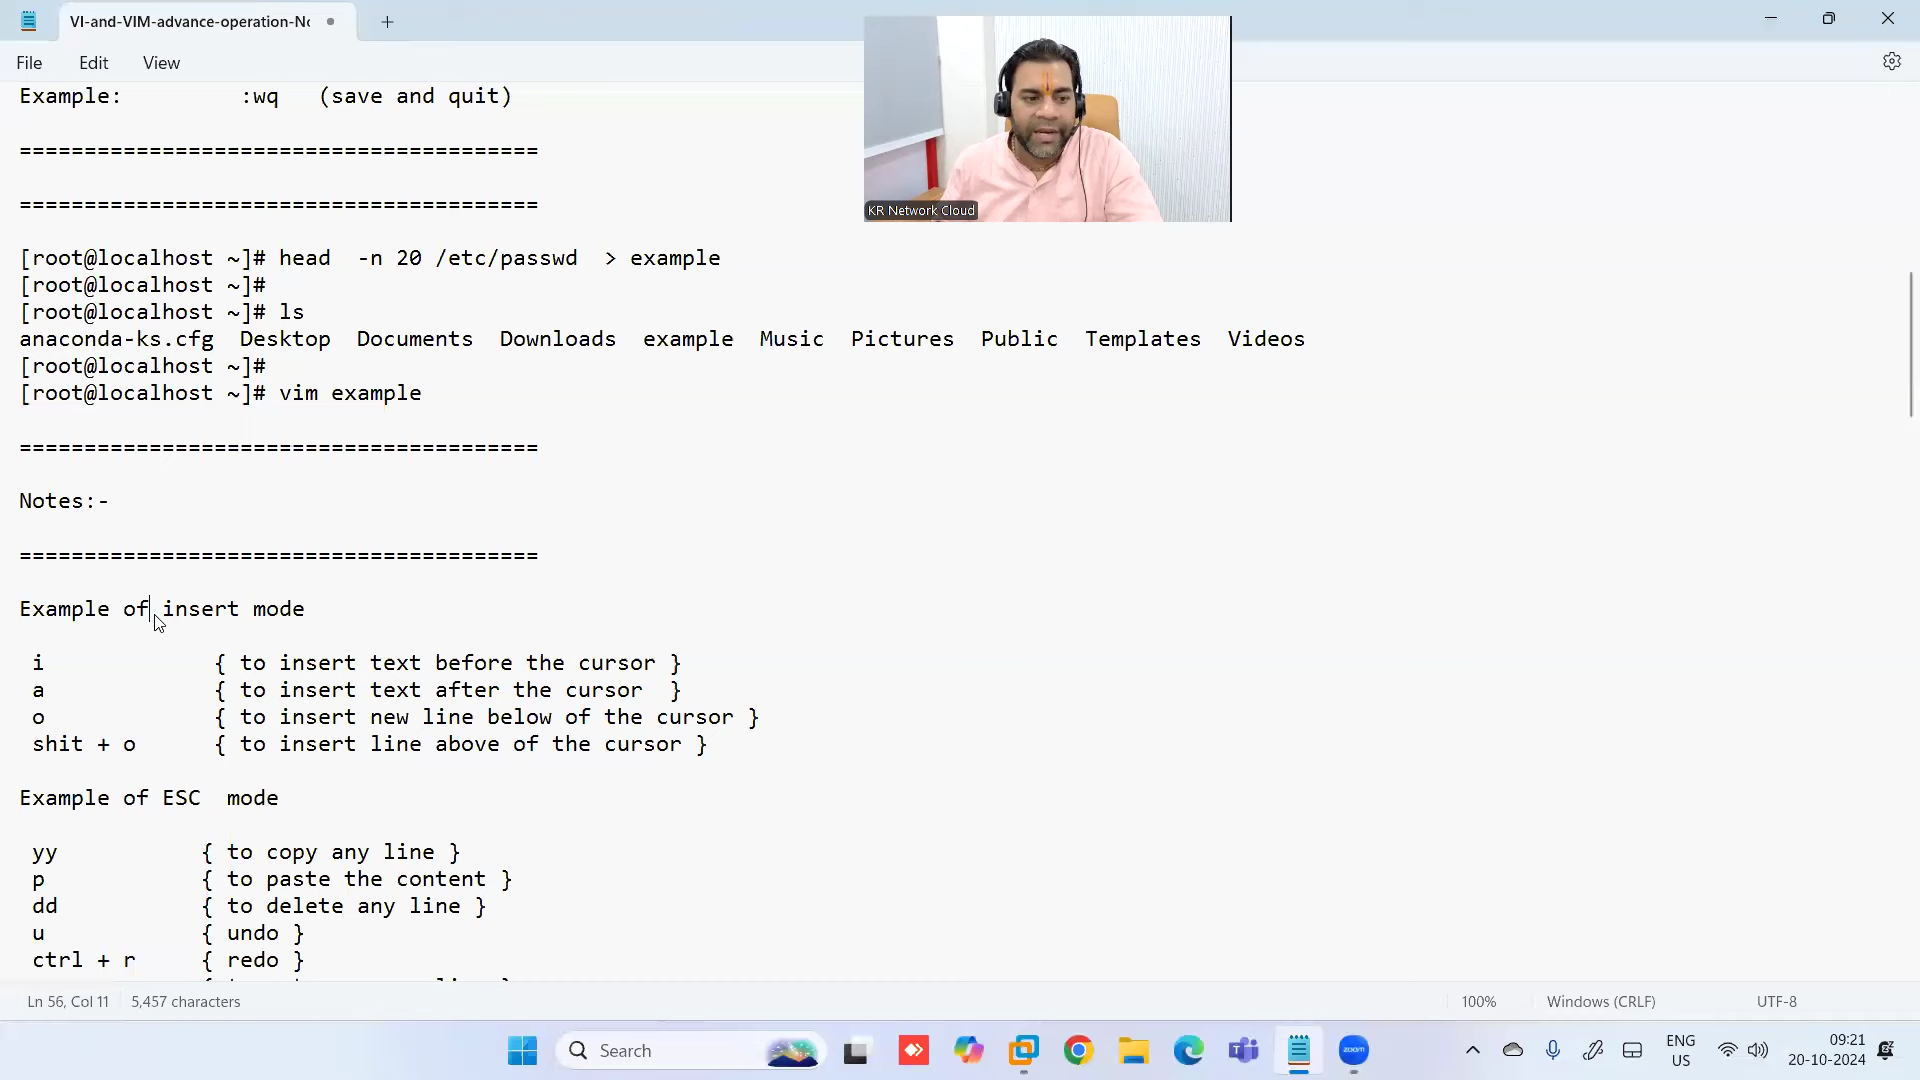 VI-and-VIM-advance-operation-No
File Edit View
Example: :wq (save and quit)
========================================
========================================
[root@localhost ~]# head -n 20 /etc/passwd > example
[root@localhost ~]#
[root@localhost ~]# ls
anaconda-ks.cfg Desktop Documents Downloads example Music Pictures Public Templates Videos
[root@localhost ~]#
[root@localhost ~]# vim example
========================================
Notes:-
========================================
Example of insert mode
i { to insert text before the cursor }
a { to insert text after the cursor }
o { to insert new line below of the cursor }
shit + o { to insert line above of the cursor }
Example of ESC mode
yy { to copy any line }
p { to paste the content }
dd { to delete any line }
u { undo }
ctrl + r { redo }
KR Network Cloud
Ln 56, Col 11 5,457 characters 100% Windows (CRLF) UTF-8
Search
zoom
ENG
US
09:21
20-10-2024